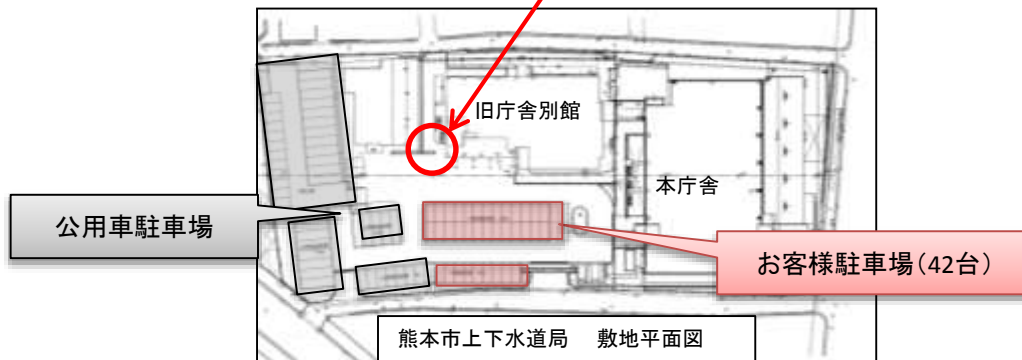 旧庁舎別館
本庁舎
公用車駐車場
お客様駐車場(42台)
熊本市上下水道局 敷地平面図